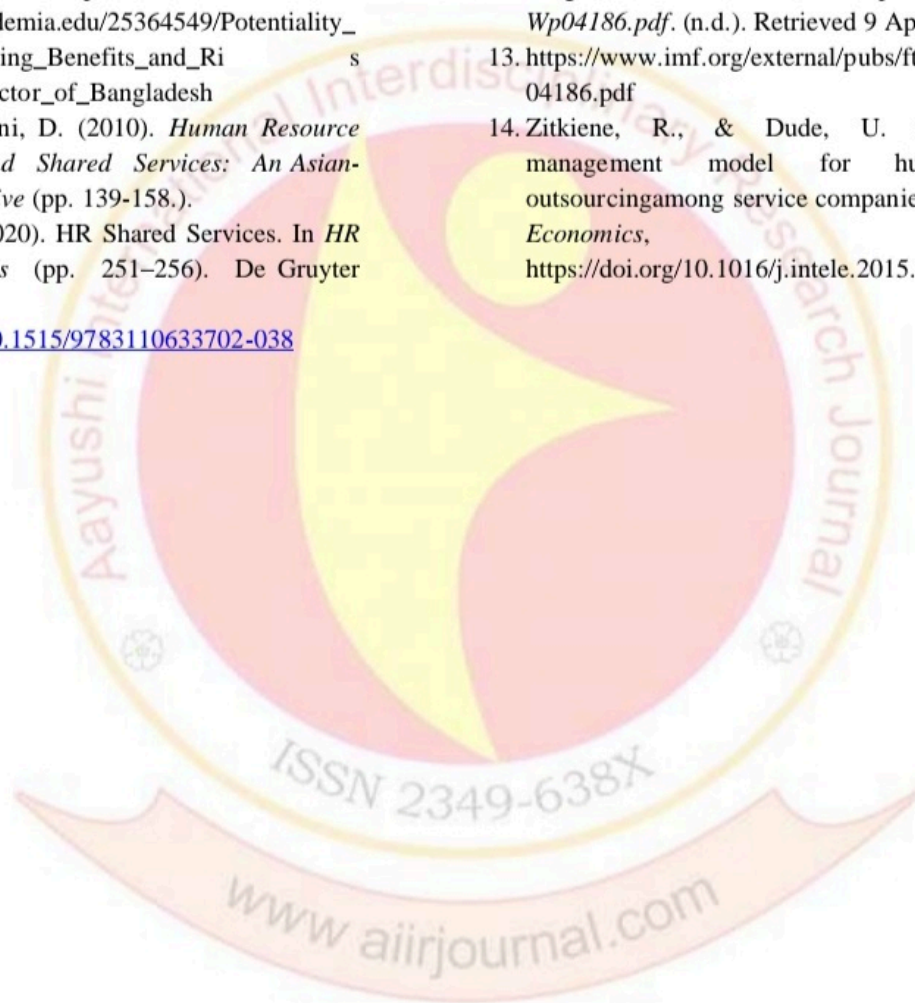 lemia.edu/25364549/Potentiality_
ing_Benefits_and_Ri s
ctor_of_Bangladesh
ni, D. (2010). Human Resource
d Shared Services: An Asian-
ve (pp. 139-158.).
020). HR Shared Services. In HR
s (pp. 251–256). De Gruyter
0.1515/9783110633702-038
Wp04186.pdf. (n.d.). Retrieved 9 Ap
13. https://www.imf.org/external/pubs/ft
04186.pdf
14. Zitkiene, R., & Dude, U.
management model for hu
outsourcingamong service companie
Economics,
https://doi.org/10.1016/j.intele.2015.
Aayushi International Interdisciplinary Research Journal
ISSN 2349-638X
www.aiirjournal.com